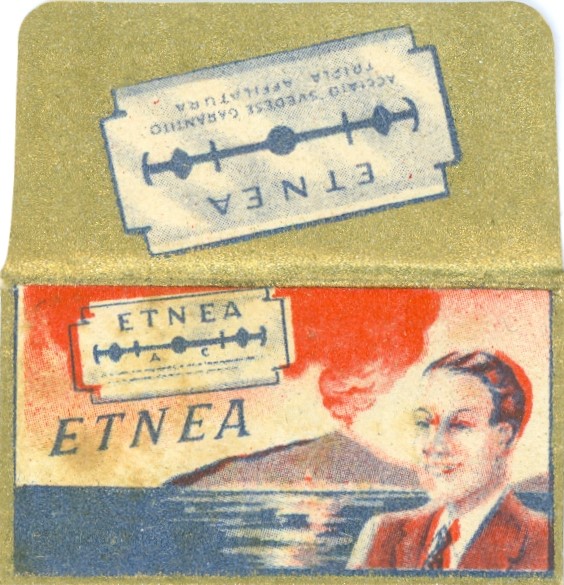 ETNEA
ACCIAIO SVEDESE GARANTITO
TRIPLA AFFILATURA
ETNEA
A C
ETNEA